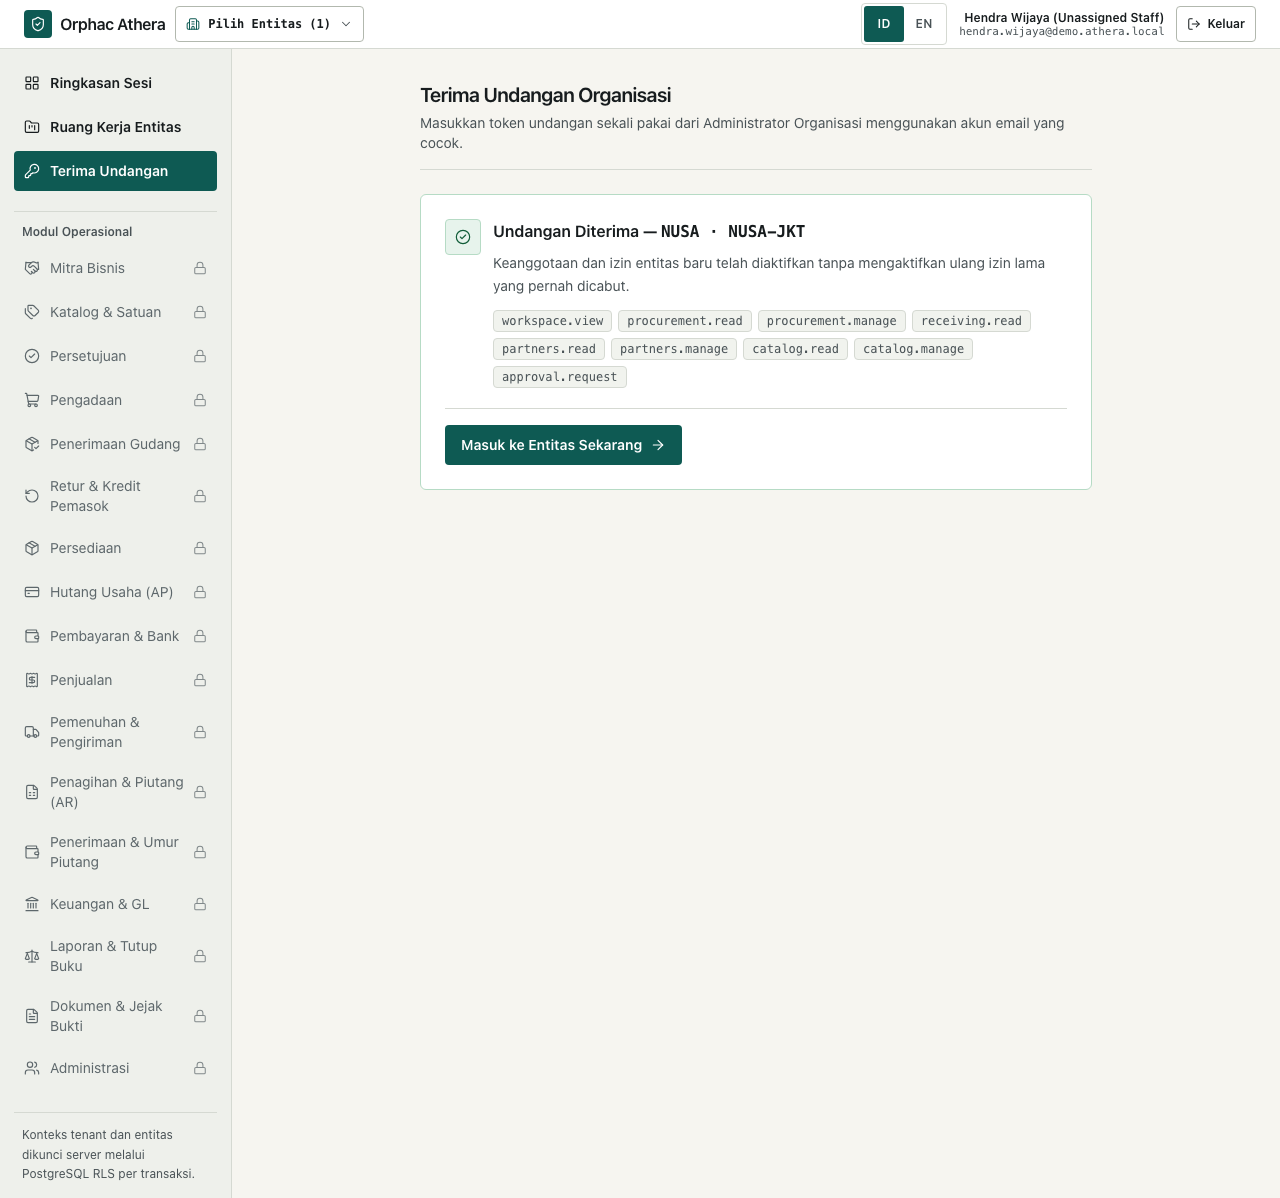 Orphac Athera
Pilih Entitas (1)
ID
EN
Hendra Wijaya (Unassigned Staff)
hendra.wijaya@demo.athera.local
Keluar
Ringkasan Sesi
Ruang Kerja Entitas
Terima Undangan
Modul Operasional
Mitra Bisnis
Katalog & Satuan
Persetujuan
Pengadaan
Penerimaan Gudang
Retur & Kredit
Pemasok
Persediaan
Hutang Usaha (AP)
Pembayaran & Bank
Penjualan
Pemenuhan &
Pengiriman
Penagihan & Piutang
(AR)
Penerimaan & Umur
Piutang
Keuangan & GL
Laporan & Tutup
Buku
Dokumen & Jejak
Bukti
Administrasi
Konteks tenant dan entitas
dikunci server melalui
PostgreSQL RLS per transaksi.
Terima Undangan Organisasi
Masukkan token undangan sekali pakai dari Administrator Organisasi menggunakan akun email yang
cocok.
Undangan Diterima — NUSA · NUSA-JKT
Keanggotaan dan izin entitas baru telah diaktifkan tanpa mengaktifkan ulang izin lama
yang pernah dicabut.
workspace.view procurement.read procurement.manage receiving.read
partners.read partners.manage catalog.read catalog.manage
approval.request
Masuk ke Entitas Sekarang